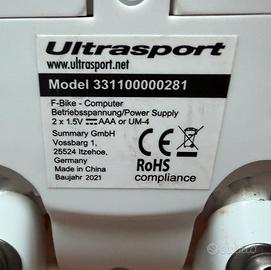 Ultrasport
www.ultrasport.net
Model 331100000281
F-Bike - Computer
Betriebsspannung/Power Supply
2 x 1.5V ⎓ AAA or UM-4
Summary GmbH
Vossbarg 1,
25524 Itzehoe,
Germany
Made in China
Baujahr 2021
CE
RoHS
compliance
subito